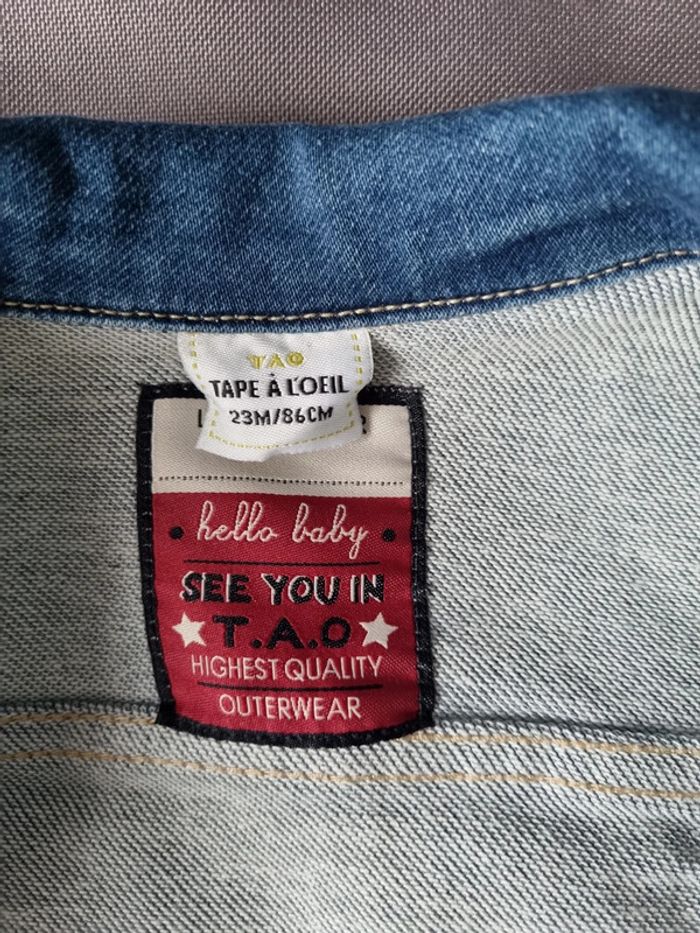 TAO
TAPE À L'OEIL
23M/86CM
hello baby
SEE YOU IN
T.A.O
HIGHEST QUALITY
OUTERWEAR